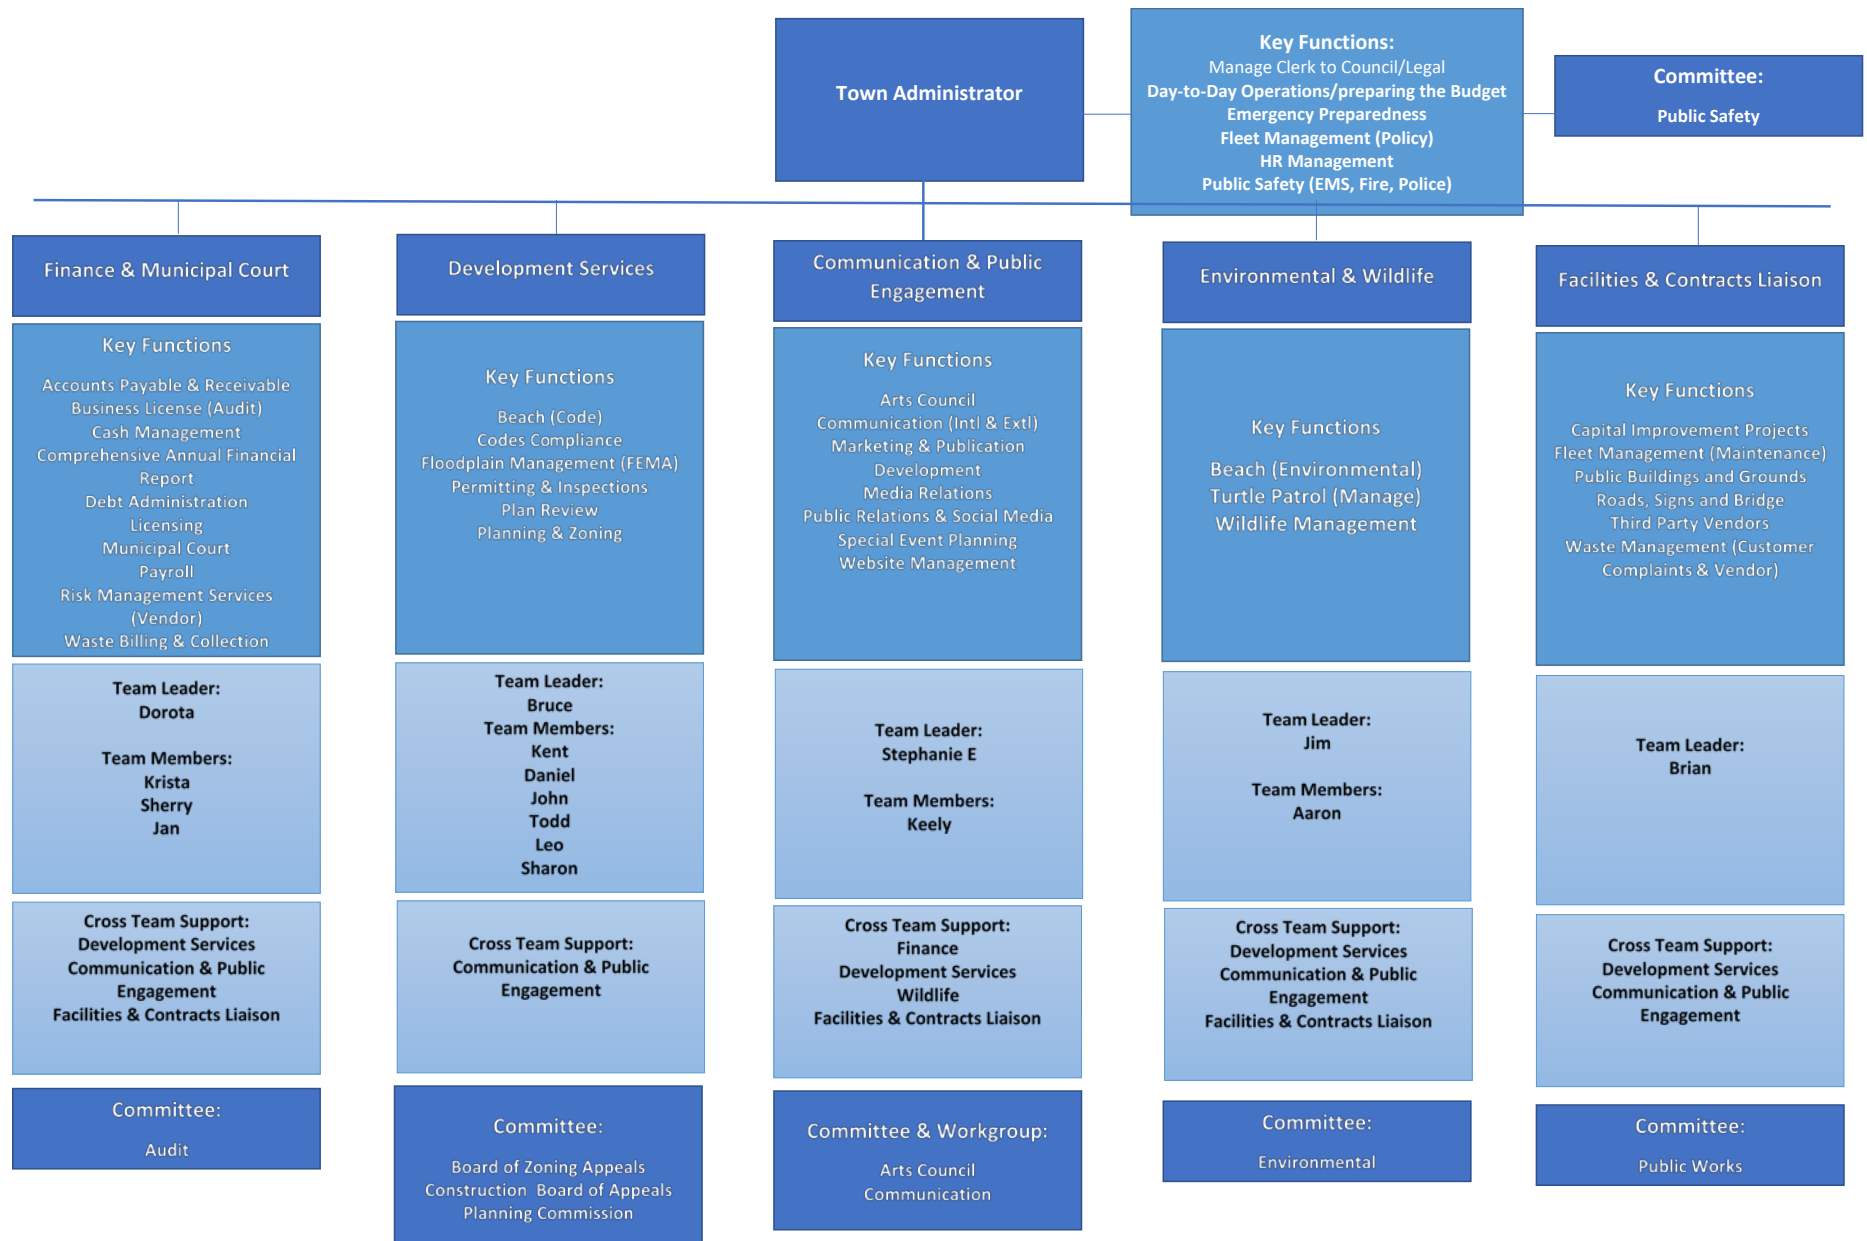 Town Administrator
Key Functions:
Manage Clerk to Council/Legal
Day-to-Day Operations/preparing the Budget
Emergency Preparedness
Fleet Management (Policy)
HR Management
Public Safety (EMS, Fire, Police)
Committee:
Public Safety
Finance & Municipal Court
Key Functions
Accounts Payable & Receivable
Business License (Audit)
Cash Management
Comprehensive Annual Financial
Report
Debt Administration
Licensing
Municipal Court
Payroll
Risk Management Services
(Vendor)
Waste Billing & Collection
Team Leader:
Dorota
Team Members:
Krista
Sherry
Jan
Cross Team Support:
Development Services
Communication & Public
Engagement
Facilities & Contracts Liaison
Committee:
Audit
Development Services
Key Functions
Beach (Code)
Codes Compliance
Floodplain Management (FEMA)
Permitting & Inspections
Plan Review
Planning & Zoning
Team Leader:
Bruce
Team Members:
Kent
Daniel
John
Todd
Leo
Sharon
Cross Team Support:
Communication & Public
Engagement
Committee:
Board of Zoning Appeals
Construction Board of Appeals
Planning Commission
Communication & Public
Engagement
Key Functions
Arts Council
Communication (Intl & Extl)
Marketing & Publication
Development
Media Relations
Public Relations & Social Media
Special Event Planning
Website Management
Team Leader:
Stephanie E
Team Members:
Keely
Cross Team Support:
Finance
Development Services
Wildlife
Facilities & Contracts Liaison
Committee & Workgroup:
Arts Council
Communication
Environmental & Wildlife
Key Functions
Beach (Environmental)
Turtle Patrol (Manage)
Wildlife Management
Team Leader:
Jim
Team Members:
Aaron
Cross Team Support:
Development Services
Communication & Public
Engagement
Facilities & Contracts Liaison
Committee:
Environmental
Facilities & Contracts Liaison
Key Functions
Capital Improvement Projects
Fleet Management (Maintenance)
Public Buildings and Grounds
Roads, Signs and Bridge
Third Party Vendors
Waste Management (Customer
Complaints & Vendor)
Team Leader:
Brian
Cross Team Support:
Development Services
Communication & Public
Engagement
Committee:
Public Works